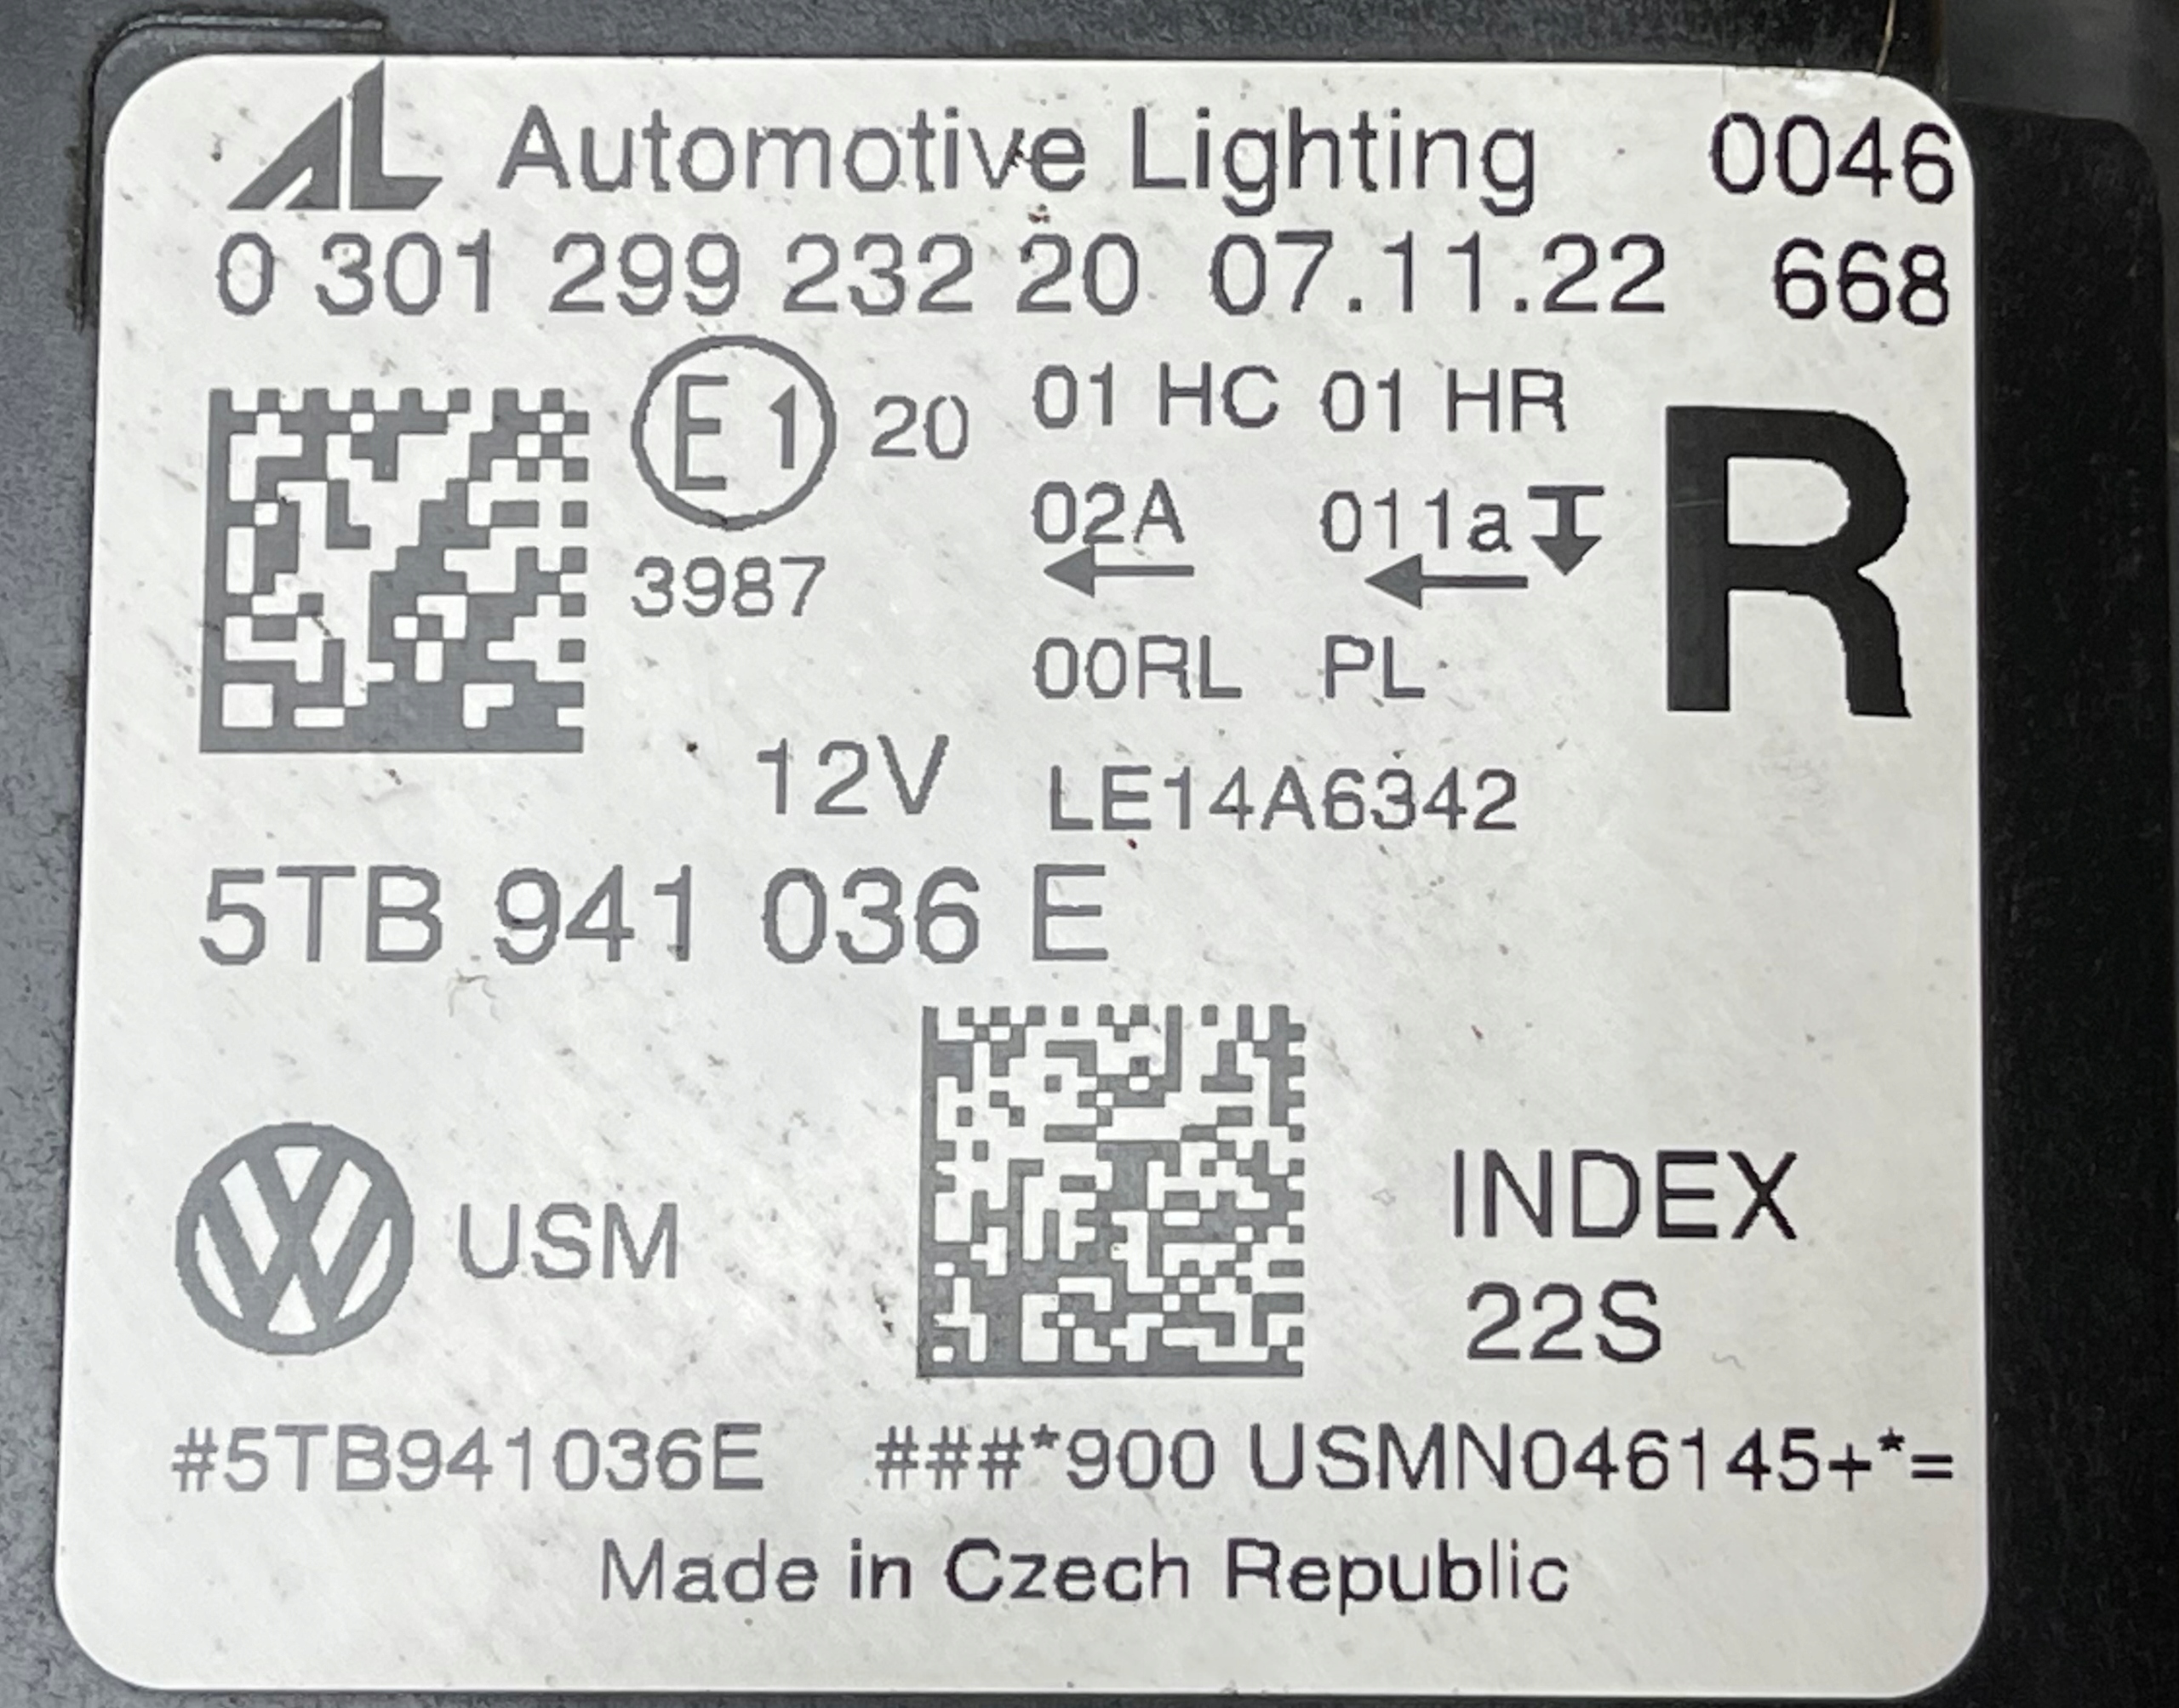 AL Automotive Lighting 0046
0 301 299 232 20 07.11.22 668
E1 20 01 HC 01 HR
R
3987 02A 011a
00RL PL
12V LE14A6342
5TB 941 036 E
VW USM
INDEX
22S
#5TB941036E ###*900 USMN046145+*=
Made in Czech Republic